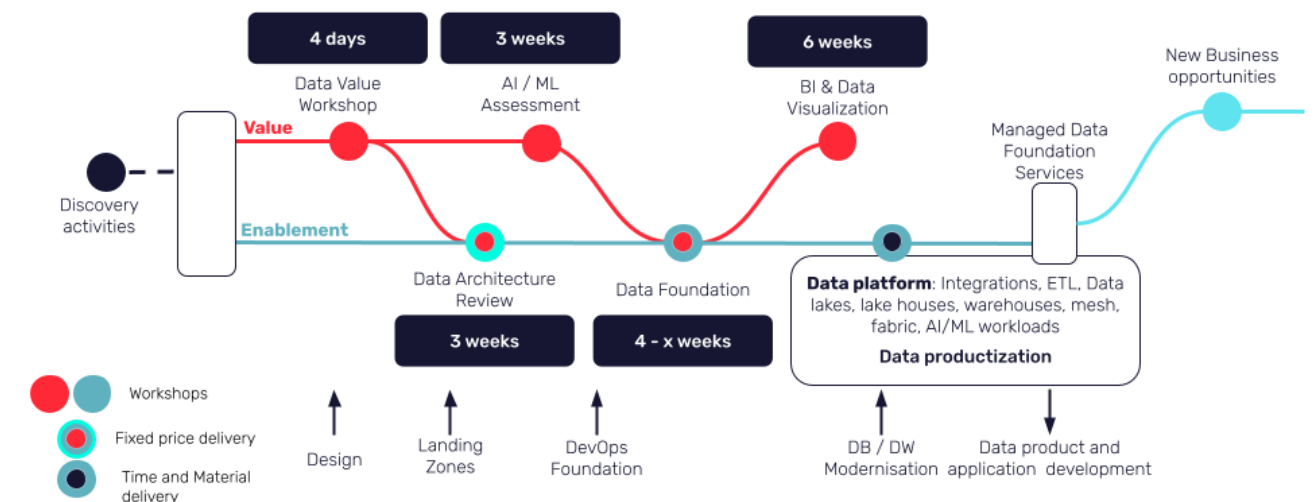 4 days
3 weeks
6 weeks
Data Value
Workshop
AI / ML
Assessment
BI & Data
Visualization
New Business
opportunities
Managed Data
Foundation
Services
Value
Discovery
activities
Enablement
Data Architecture
Review
Data Foundation
3 weeks
4 - x weeks
Data platform: Integrations, ETL, Data
lakes, lake houses, warehouses, mesh,
fabric, AI/ML workloads
Data productization
Workshops
Fixed price delivery
Time and Material
delivery
Design
Landing
Zones
DevOps
Foundation
DB / DW
Modernisation
Data product and
application development